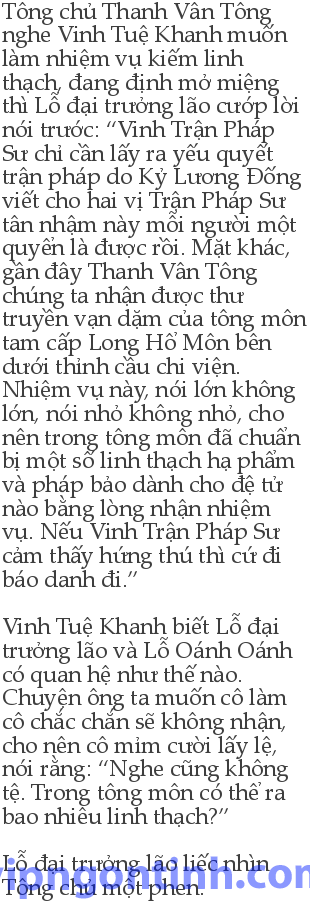 Tông chủ Thanh Vân Tông
nghe Vinh Tuệ Khanh muốn
làm nhiệm vụ kiếm linh
thạch, đang định mở miệng
thì Lỗ đại trưởng lão cướp lời
nói trước: “Vinh Trận Pháp
Sư chỉ cần lấy ra yếu quyết
trận pháp do Kỷ Lương Đống
viết cho hai vị Trận Pháp Sư
tân nhậm này mỗi người một
quyển là được rồi. Mặt khác,
gần đây Thanh Vân Tông
chúng ta nhận được thư
truyền vạn dặm của tông môn
tam cấp Long Hổ Môn bên
dưới thỉnh cầu chi viện.
Nhiệm vụ này, nói lớn không
lớn, nói nhỏ không nhỏ, cho
nên trong tông môn đã chuẩn
bị một số linh thạch hạ phẩm
và pháp bảo dành cho đệ tử
nào bằng lòng nhận nhiệm
vụ. Nếu Vinh Trận Pháp Sư
cảm thấy hứng thú thì cứ đi
báo danh đi.”

Vinh Tuệ Khanh biết Lỗ đại
trưởng lão và Lỗ Oánh Oánh
có quan hệ như thế nào.
Chuyện ông ta muốn cô làm
cô chắc chắn sẽ không nhận,
cho nên cô mỉm cười lấy lệ,
nói rằng: “Nghe cũng không
tệ. Trong tông môn có thể ra
bao nhiêu linh thạch?”

Lỗ đại trưởng lão liếc nhìn
Tông chủ một phen.
vipngontinh.com